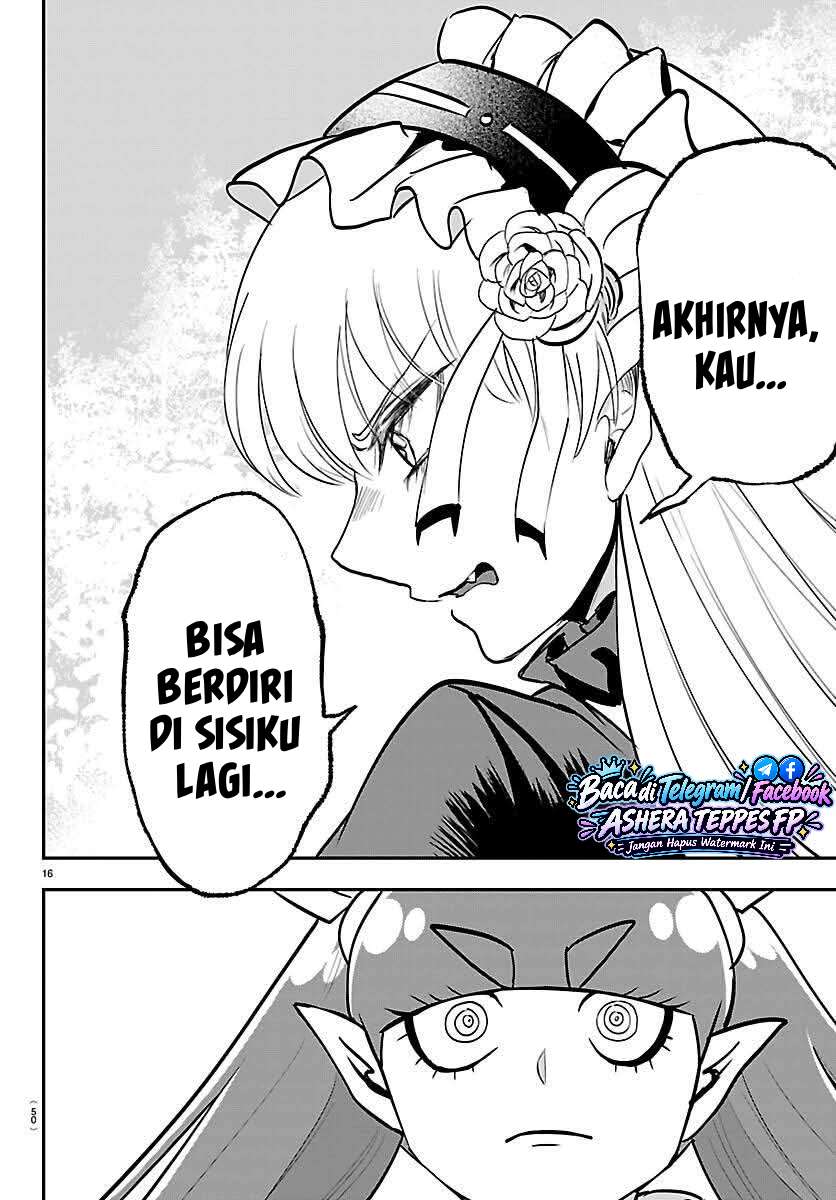 AKHIRNYA,
KAU...
BISA
BERDIRI
DI SISIKU
LAGI...
Baca di Telegram/Facebook
ASHERA TEPPES FP
Jangan Hapus Watermark Ini
16
(50)